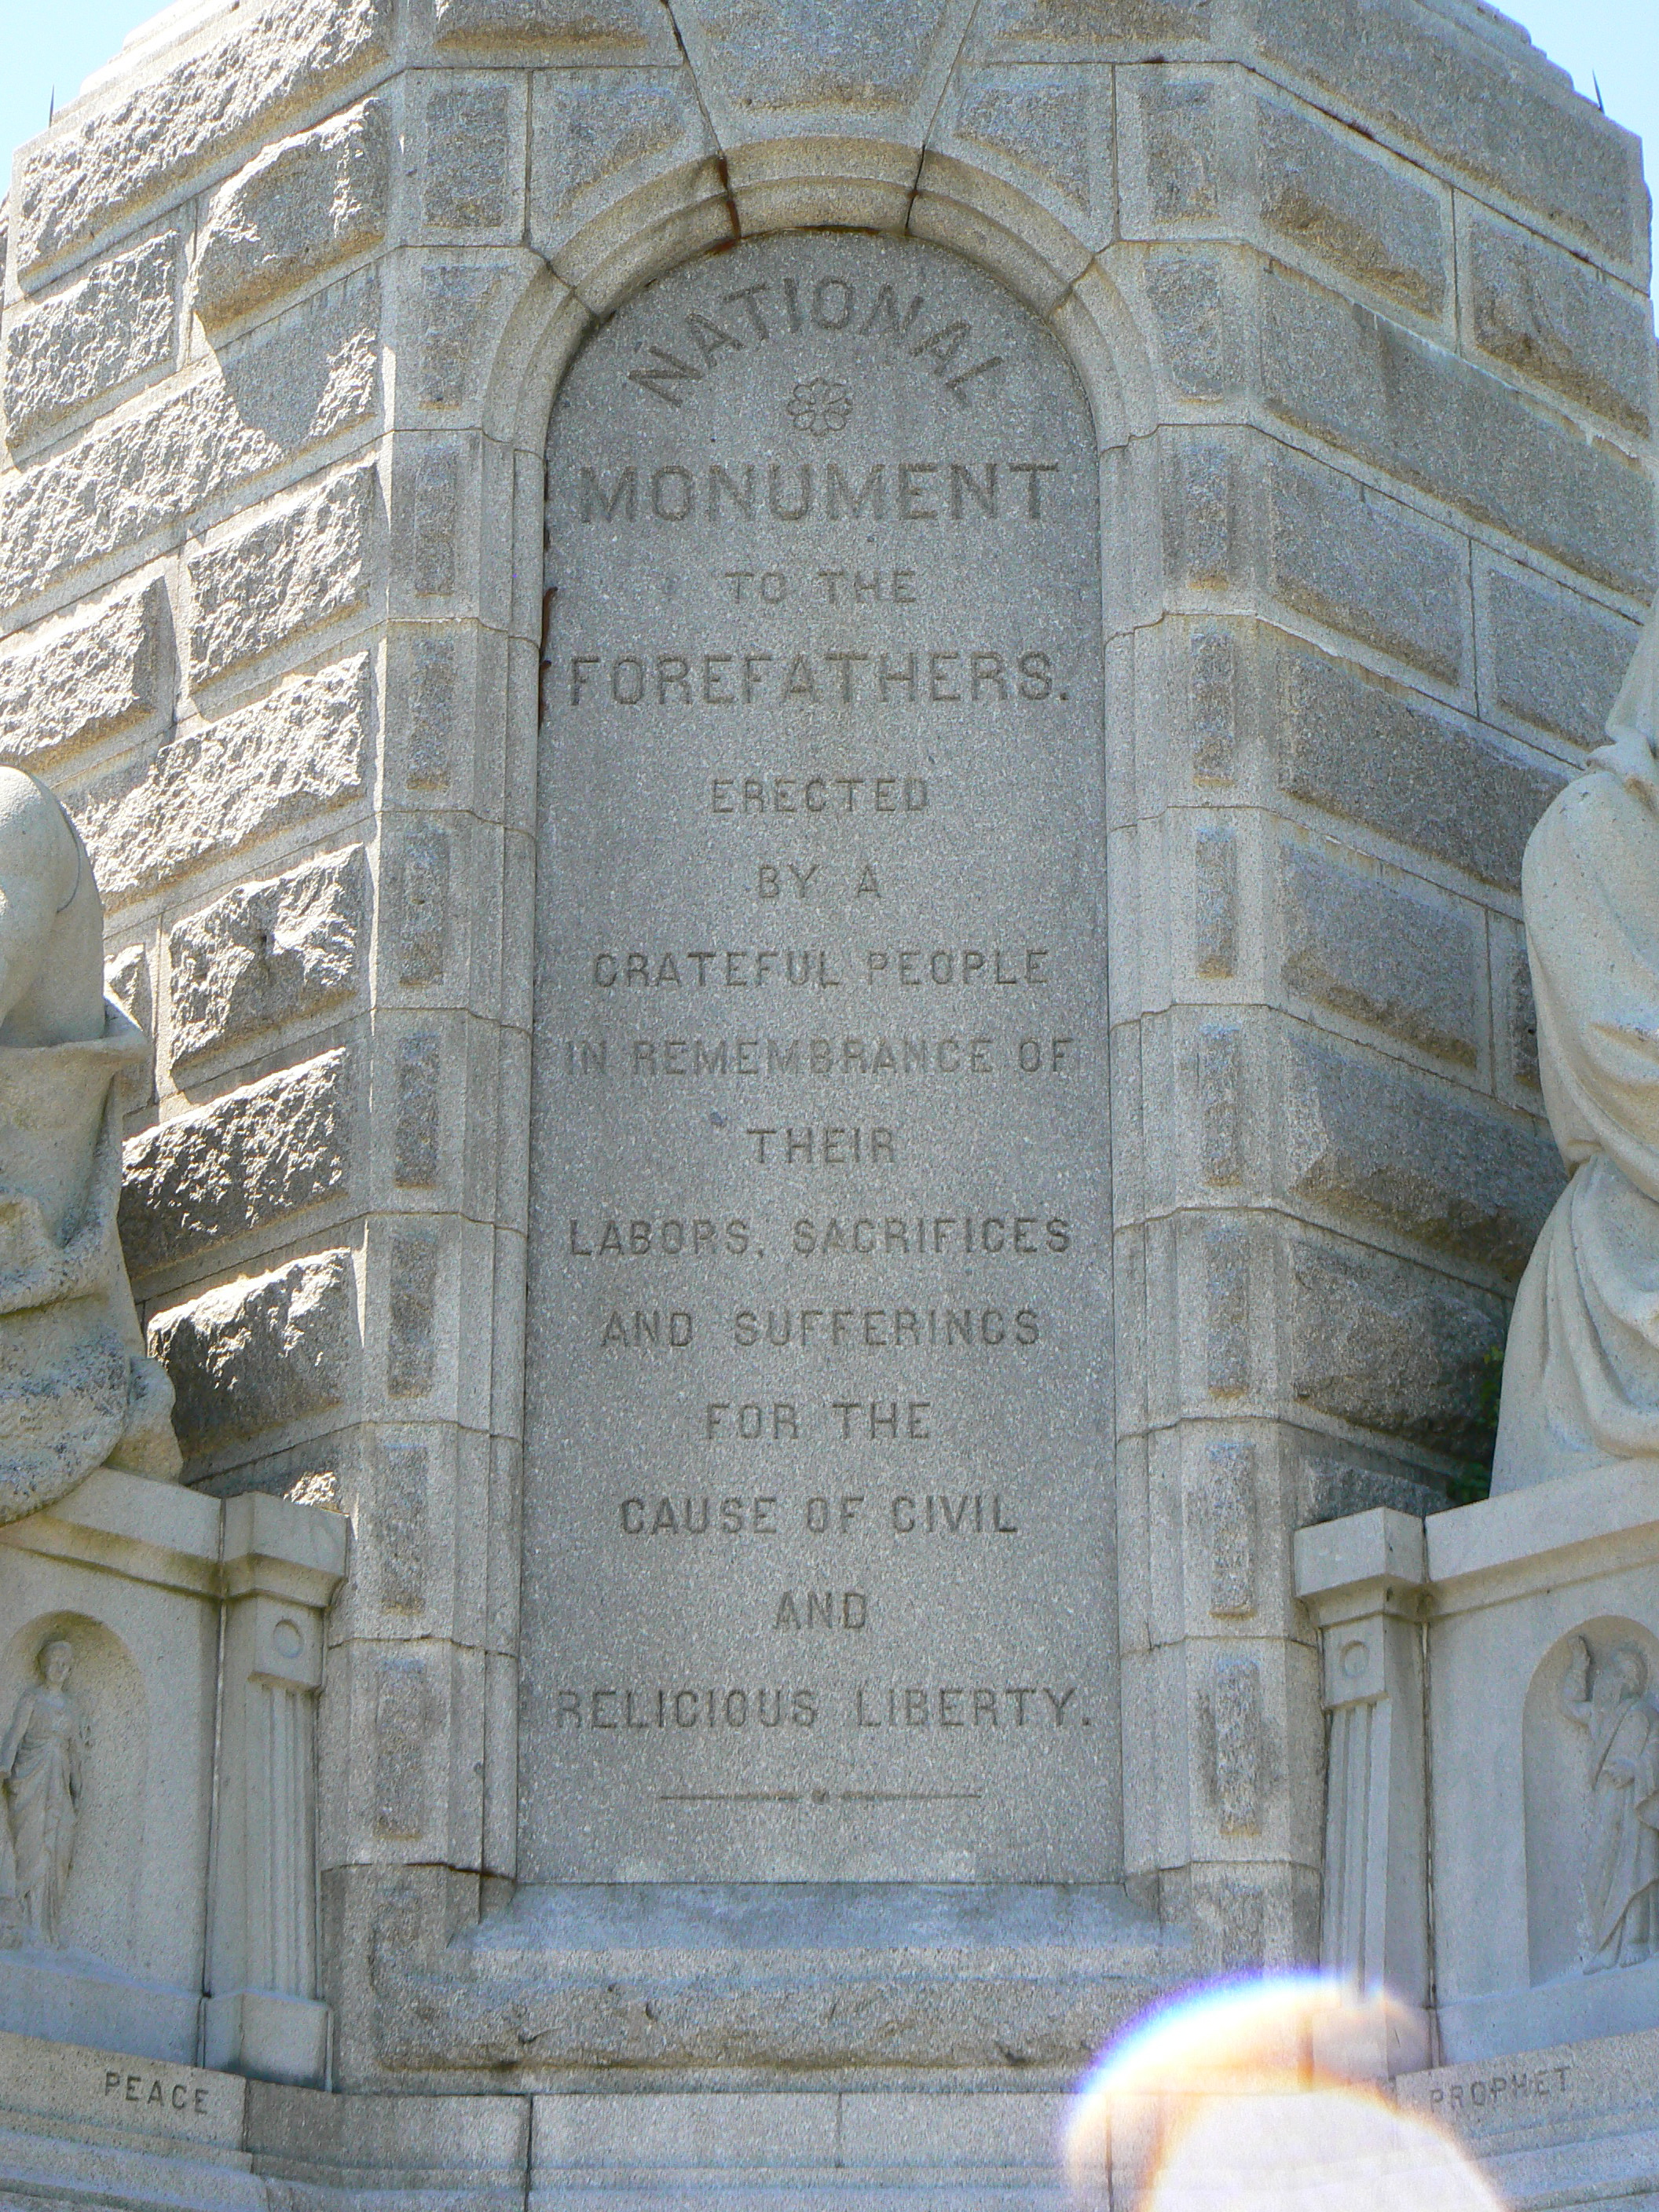 NATIONAL
MONUMENT
TO THE
FOREFATHERS.
ERECTED
BY A
GRATEFUL PEOPLE
IN REMEMBRANCE OF
THEIR
LABORS, SACRIFICES
AND SUFFERINGS
FOR THE
CAUSE OF CIVIL
AND
RELIGIOUS LIBERTY.
PEACE
PROPHET